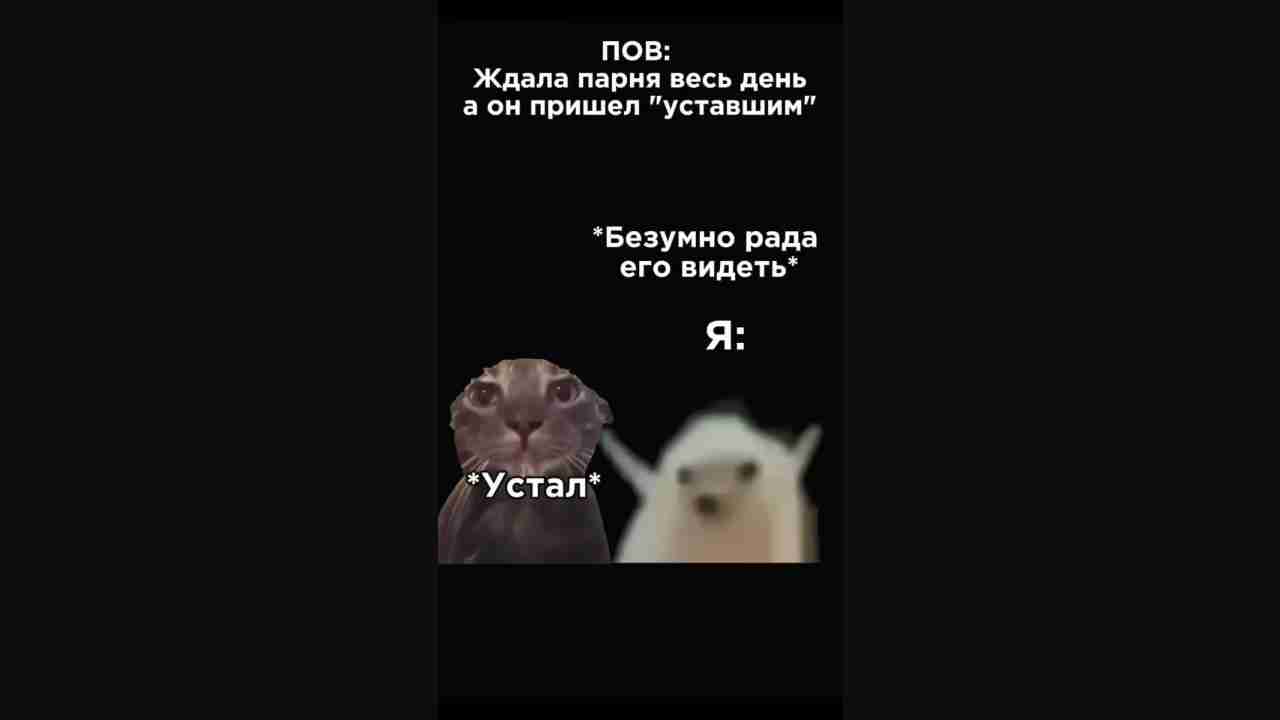 ПОВ:
Ждала парня весь день
а он пришел "уставшим"
*Безумно рада
его видеть*
Я:
*Устал*